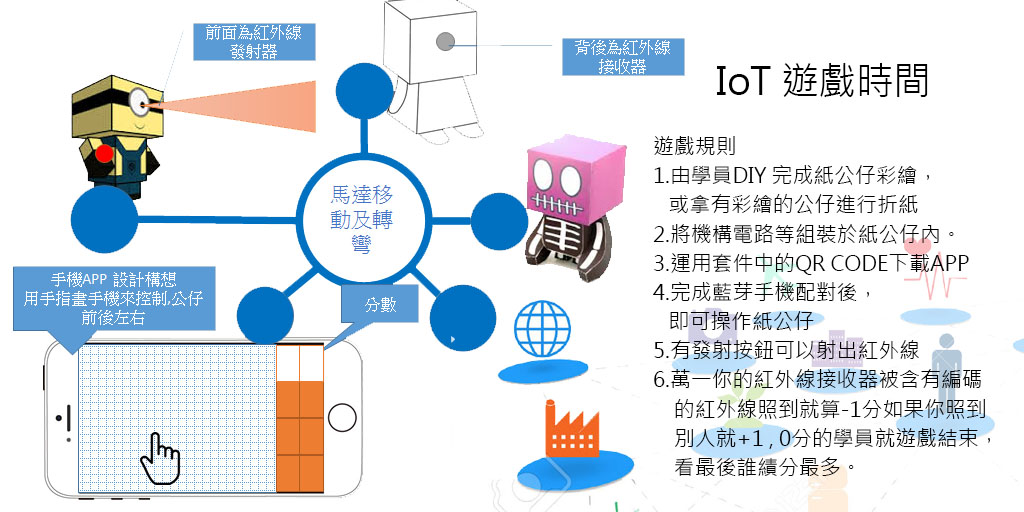 前面為紅外線
發射器
背後為紅外線
接收器
IoT 遊戲時間
馬達移
動及轉
彎
手機APP 設計構想
用手指畫手機來控制,公仔
前後左右
分數
遊戲規則
1.由學員DIY 完成紙公仔彩繪，
或拿有彩繪的公仔進行折紙
2.將機構電路等組裝於紙公仔內。
3.運用套件中的QR CODE下載APP
4.完成藍芽手機配對後，
即可操作紙公仔
5.有發射按鈕可以射出紅外線
6.萬一你的紅外線接收器被含有編碼
的紅外線照到就算-1分如果你照到
別人就+1 , 0分的學員就遊戲結束，
看最後誰績分最多。